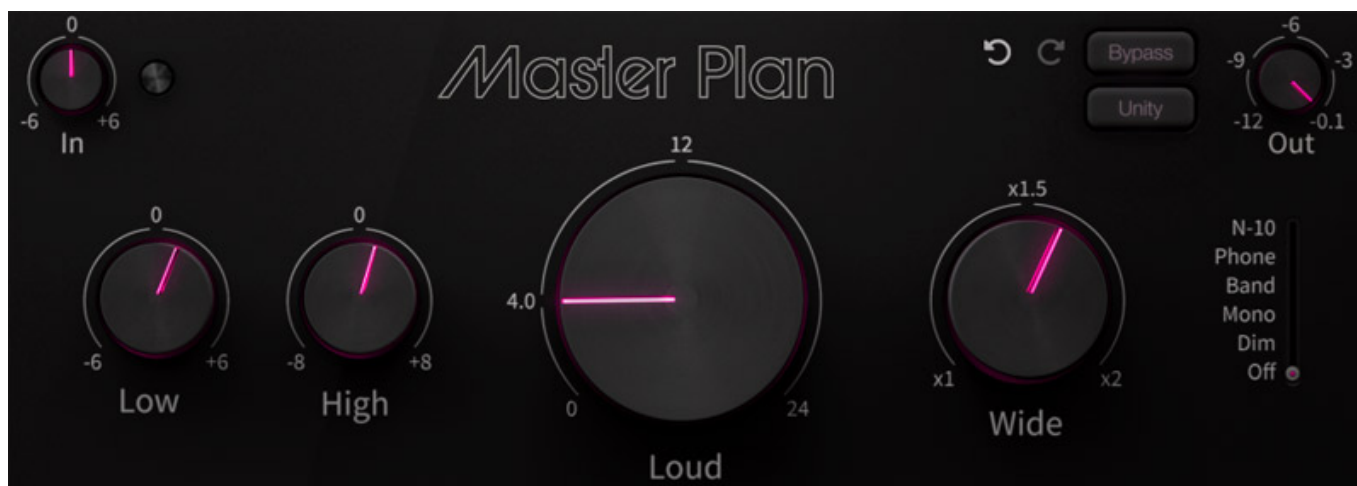 0
-6
+6
In
Master Plan
Bypass
Unity
-6
-9
-3
-12
-0.1
Out
0
-6
+6
Low
0
-8
+8
High
12
4.0
0
24
Loud
x1.5
x1
x2
Wide
N-10
Phone
Band
Mono
Dim
Off